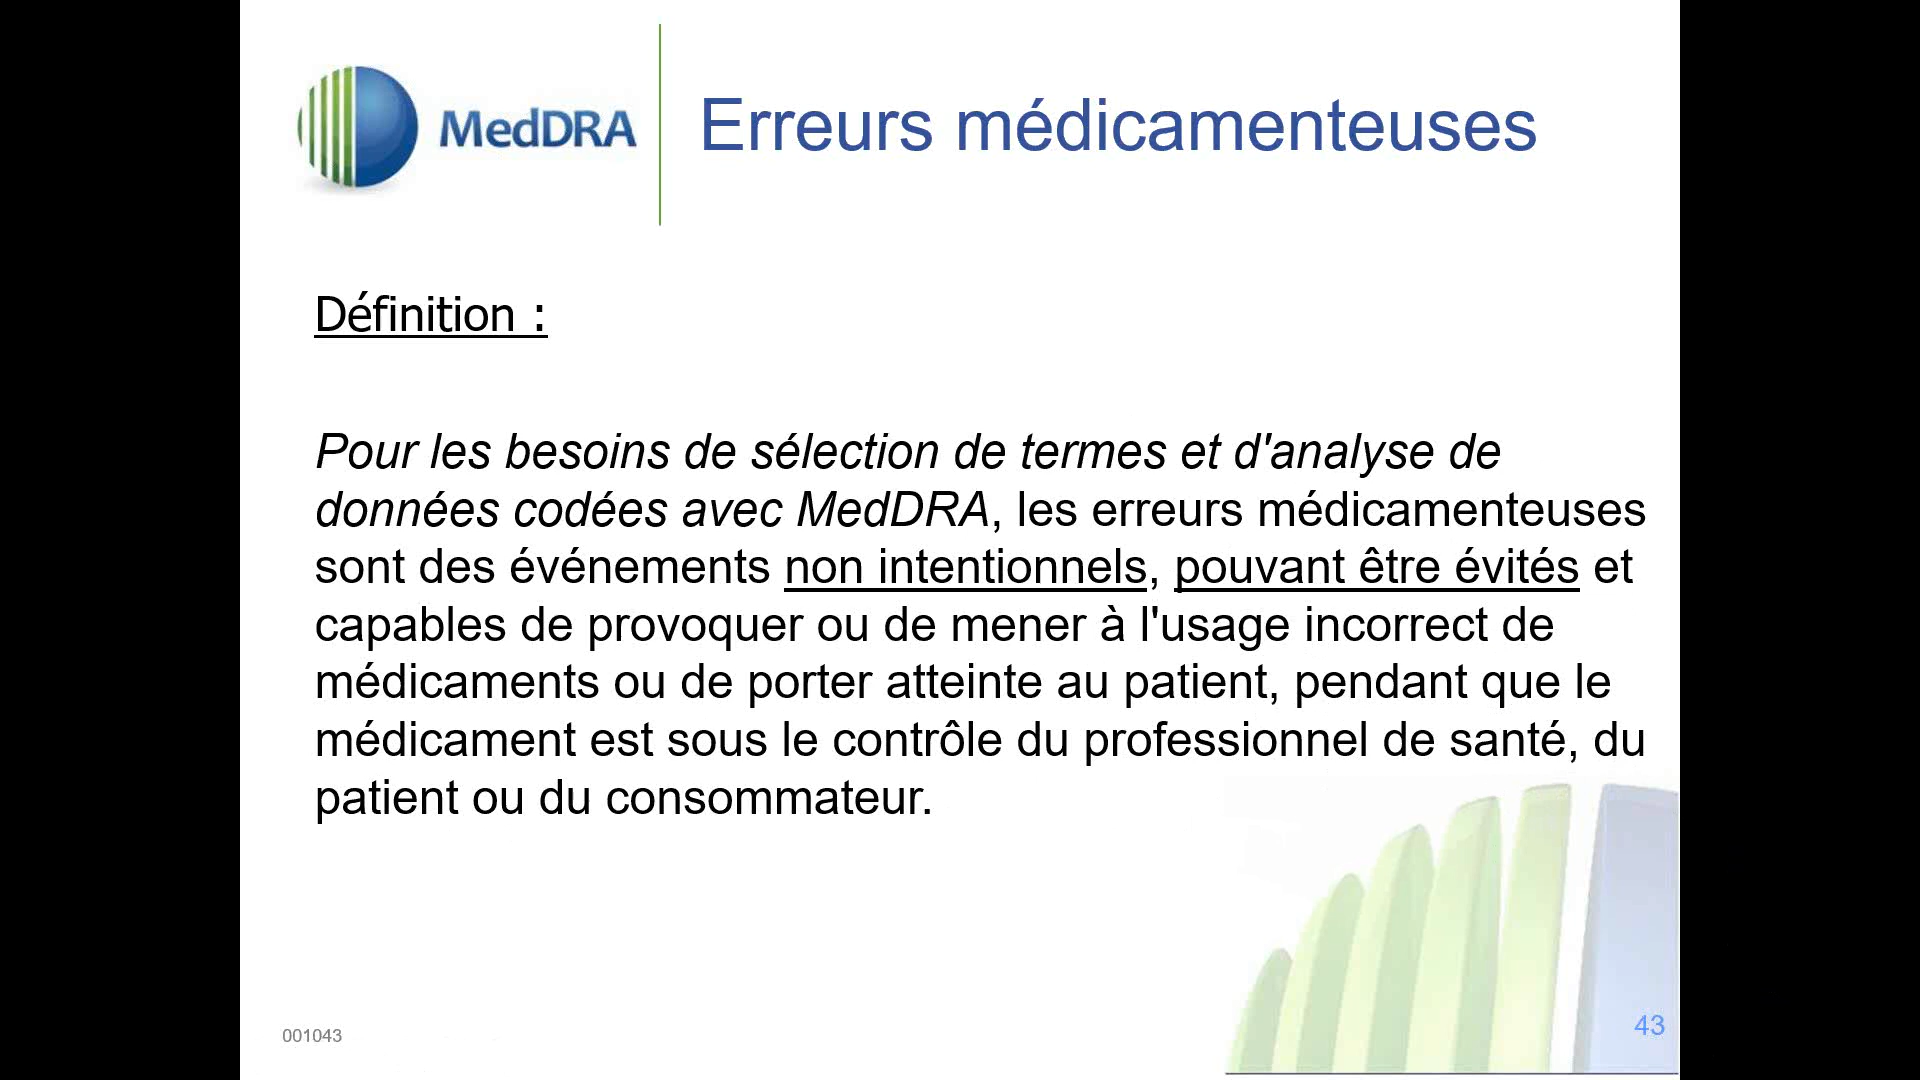 MedDRA
Erreurs médicamenteuses
Définition :
Pour les besoins de sélection de termes et d'analyse de
données codées avec MedDRA, les erreurs médicamenteuses
sont des événements non intentionnels, pouvant être évités et
capables de provoquer ou de mener à l'usage incorrect de
médicaments ou de porter atteinte au patient, pendant que le
médicament est sous le contrôle du professionnel de santé, du
patient ou du consommateur.
001043
43